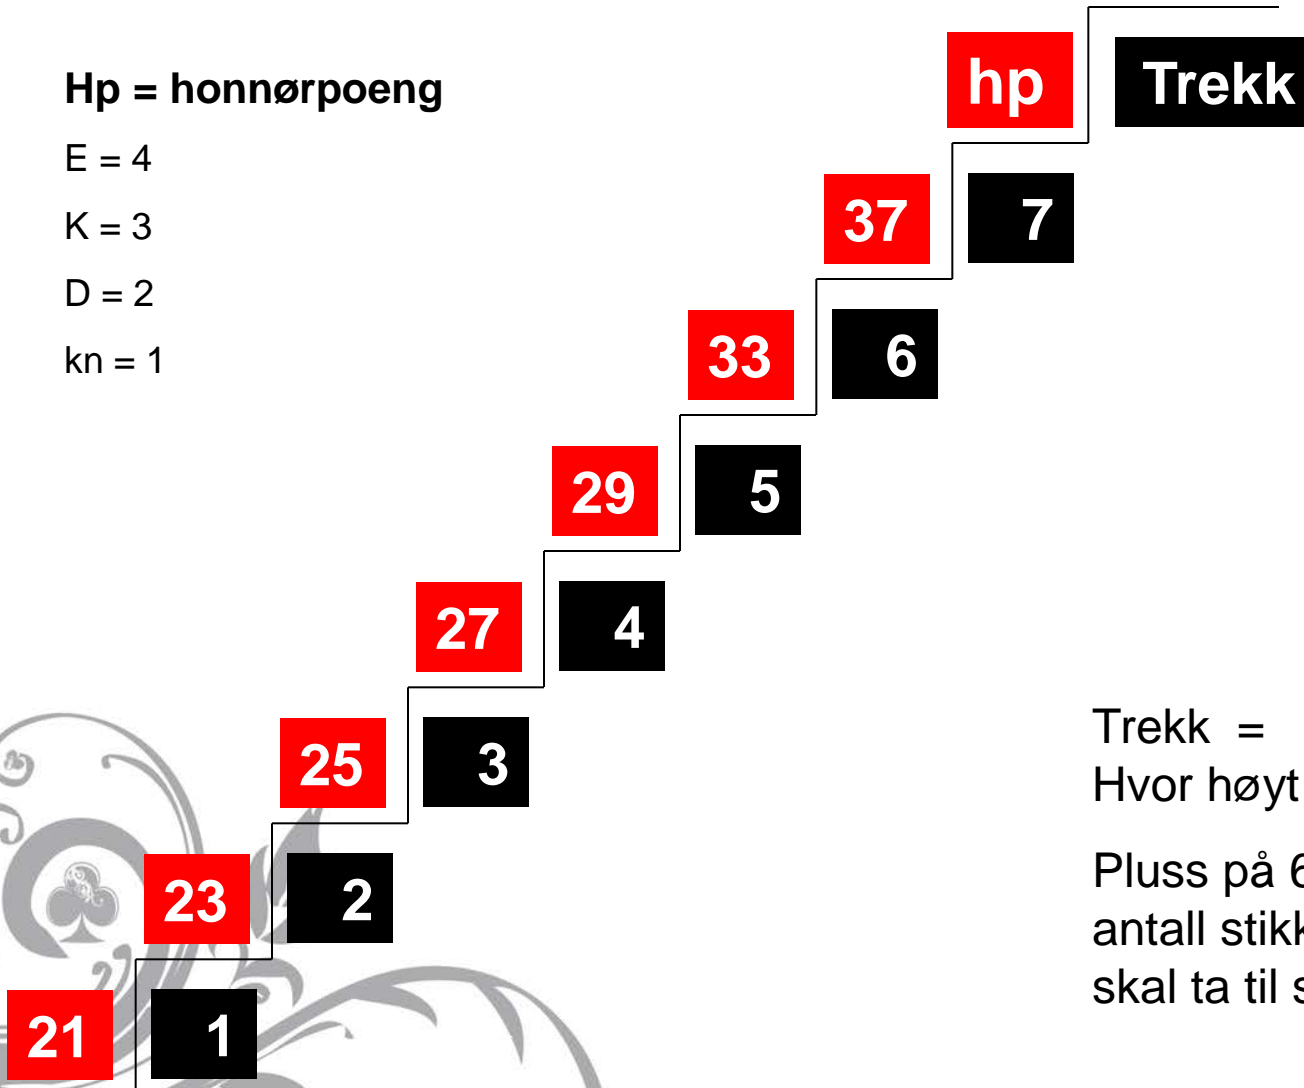 hp Trekk
Hp = honnørpoeng
E = 4
K = 3
D = 2
kn = 1
37 7
33 6
29 5
27 4
25 3
23 2
21 1
Trekk =
Hvor høyt
Pluss på
antall
skal ta til